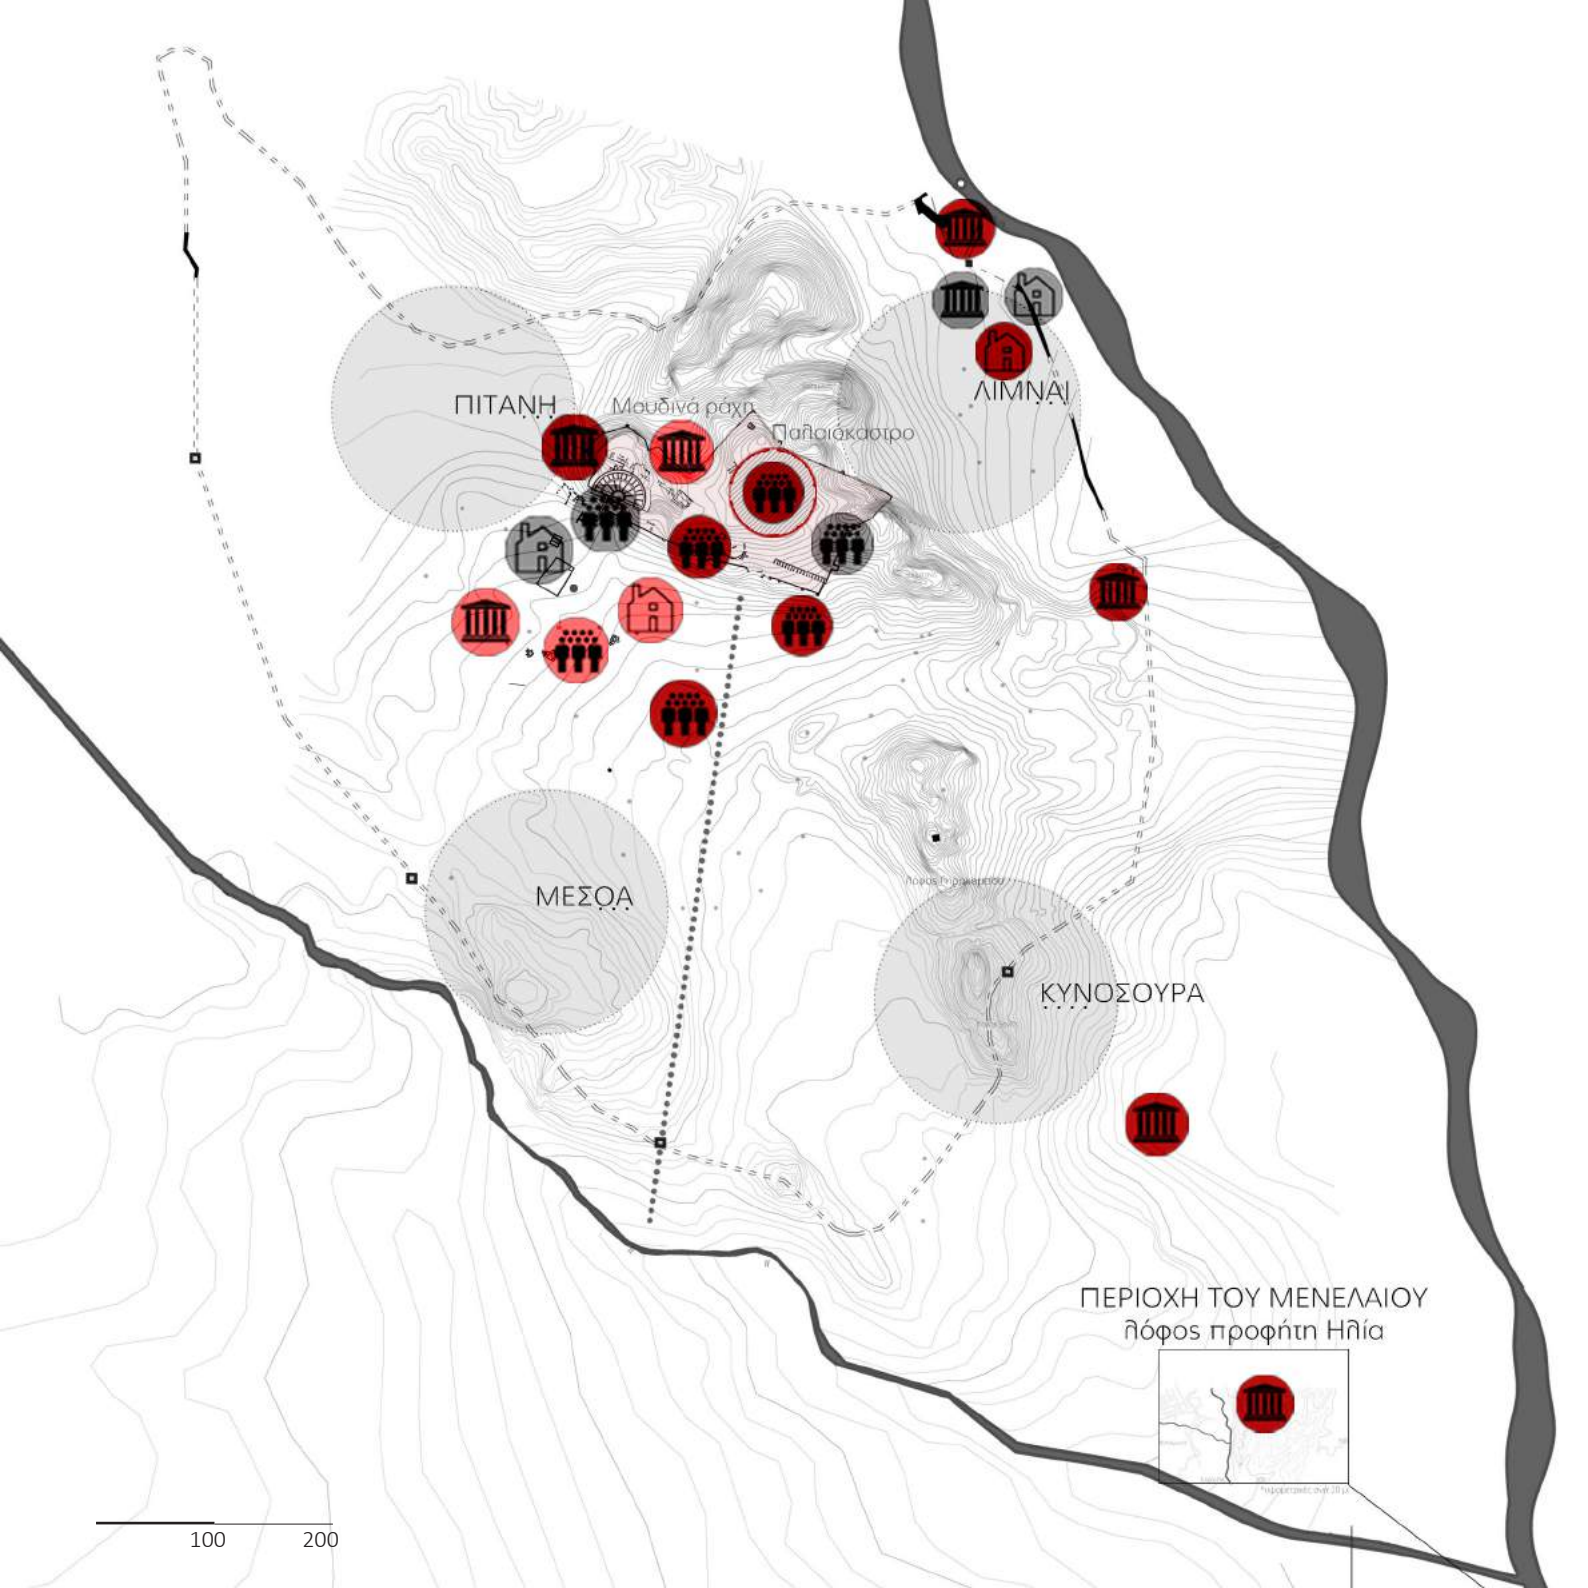 ΠΙΤΑΝΗ
Μουδινά ράχη
Παλαιόκαστρο
ΛΙΜΝΑΙ
ΜΕΣΟΑ
ΚΥΝΟΣΟΥΡΑ
ΠΕΡΙΟΧΗ ΤΟΥ ΜΕΝΕΛΑΙΟΥ
λόφος προφήτη Ηλία
100 200